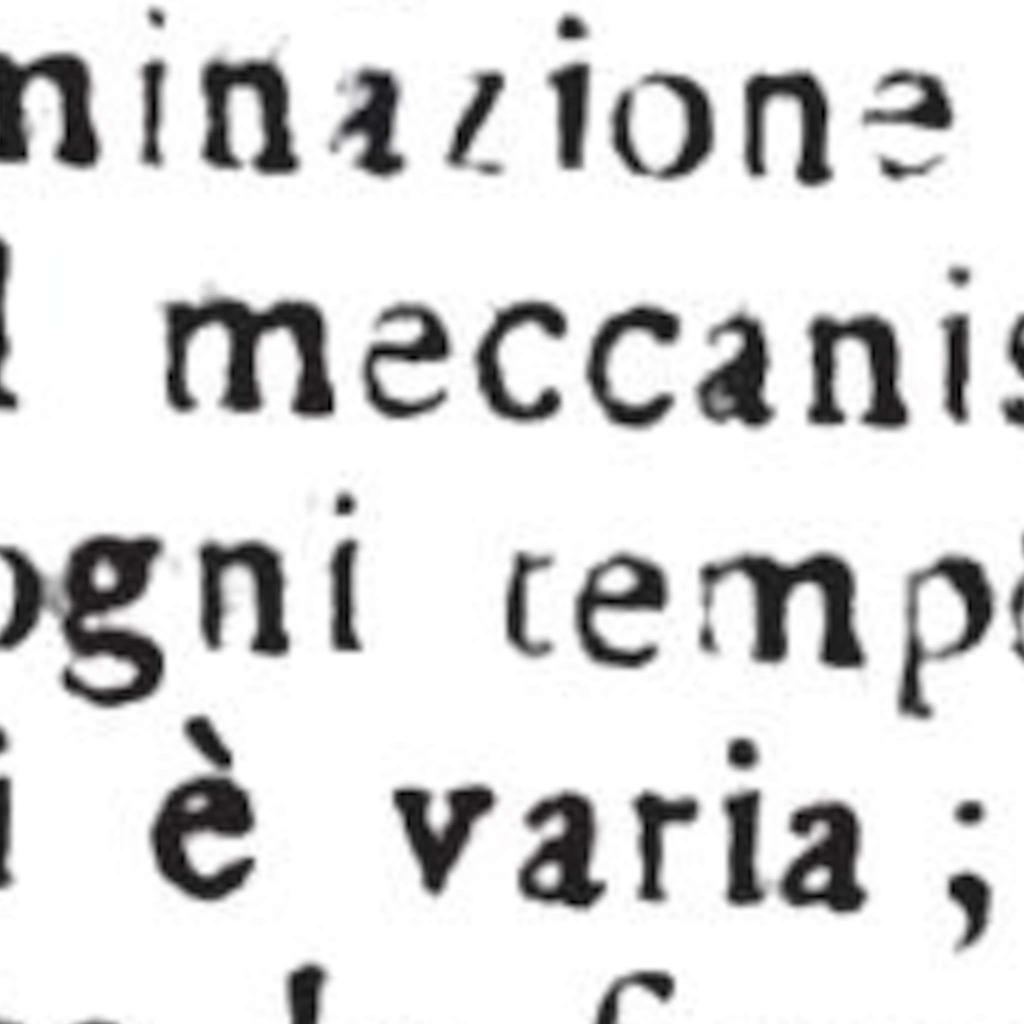 minazione
l meccanis
ogni temp
i è varia ;